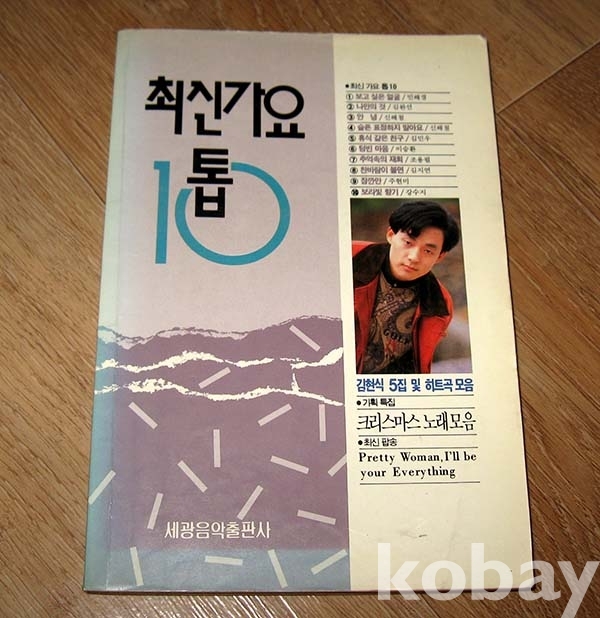 최신가요
톱
10
● 최신 가요 톱 10
① 보고 싶은 얼굴 / 민해경
② 나만의 것 / 김완선
③ 안 녕 / 신해철
④ 슬픈 표정하지 말아요 / 신해철
⑤ 휴식 같은 친구 / 김민우
⑥ 텅빈 마음 / 이승환
⑦ 추억속의 재회 / 조용필
⑧ 찬바람이 불면 / 김지연
⑨ 잠깐만 / 주현미
⑩ 보라빛 향기 / 강수지
김현식 5집 및 히트곡 모음
● 기획 특집
크리스마스 노래모음
● 최신 팝송
Pretty Woman, I'll be
your Everything
세광음악출판사
kobay